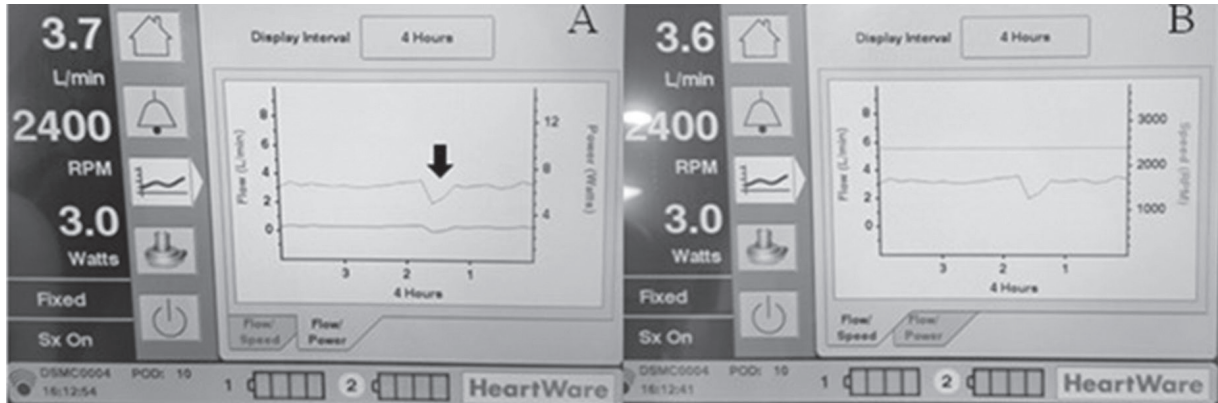 A
3.7
L/min
2400
RPM
3.0
Watts
Fixed
Sx On
Display Interval
4 Hours
Flow (L/min)
8
6
4
2
0
Power (Watts)
12
8
4
3
2
1
4 Hours
Flow/
Speed
Flow/
Power
DSMC0004 POD: 10
16:12:54
1
2
HeartWare
B
3.6
L/min
2400
RPM
3.0
Watts
Fixed
Sx On
Display Interval
4 Hours
Flow (L/min)
8
6
4
2
0
Speed (RPM)
3000
2000
1000
3
2
1
4 Hours
Flow/
Speed
Flow/
Power
DSMC0004 POD: 10
16:12:41
1
2
HeartWare